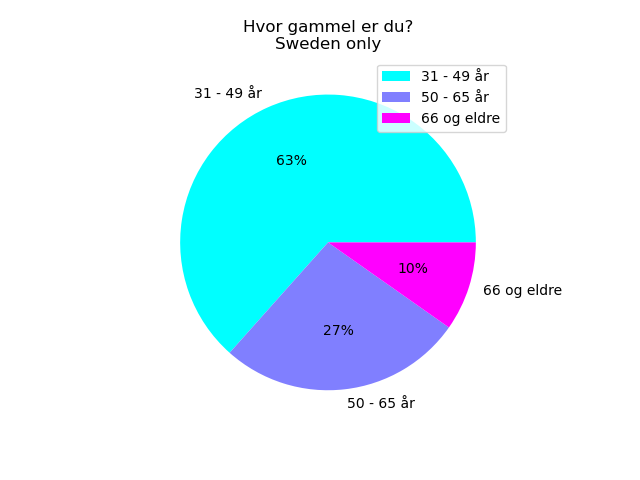 Hvor gammel er du?
Sweden only
31 - 49 år
50 - 65 år
66 og eldre
31 - 49 år
63%
10%
66 og eldre
27%
50 - 65 år